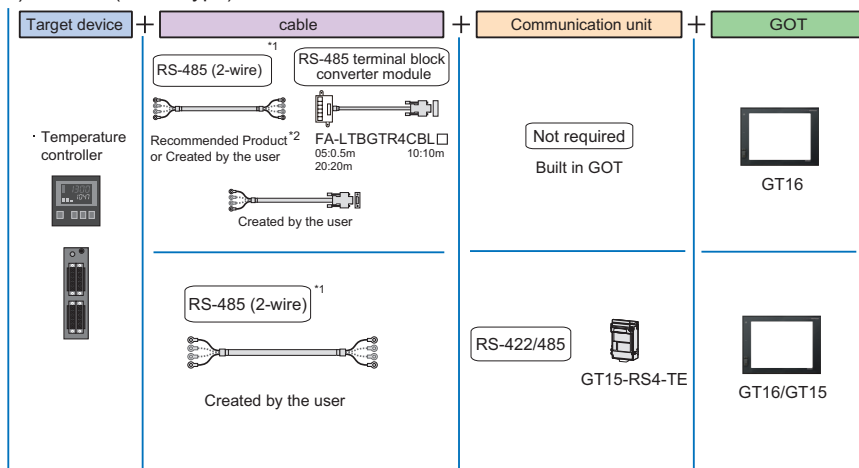 Target device + cable + Communication unit + GOT
*1
RS-485 (2-wire)
RS-485 terminal block
converter module
· Temperature
controller
Recommended Product*2
or Created by the user
FA-LTBGTR4CBL□
05:0.5m 10:10m
20:20m
Created by the user
Not required
Built in GOT
GT16
RS-485 (2-wire) *1
Created by the user
RS-422/485
GT15-RS4-TE
GT16/GT15